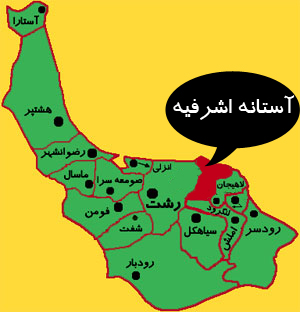 آستارا
آستانه اشرفیه
هشتپر
رضوانشهر
انزلی
ماسال
صومعه سرا
لاهیجان
رشت
فومن
لنگرود
املش
رودسر
شفت
سیاهکل
رودبار